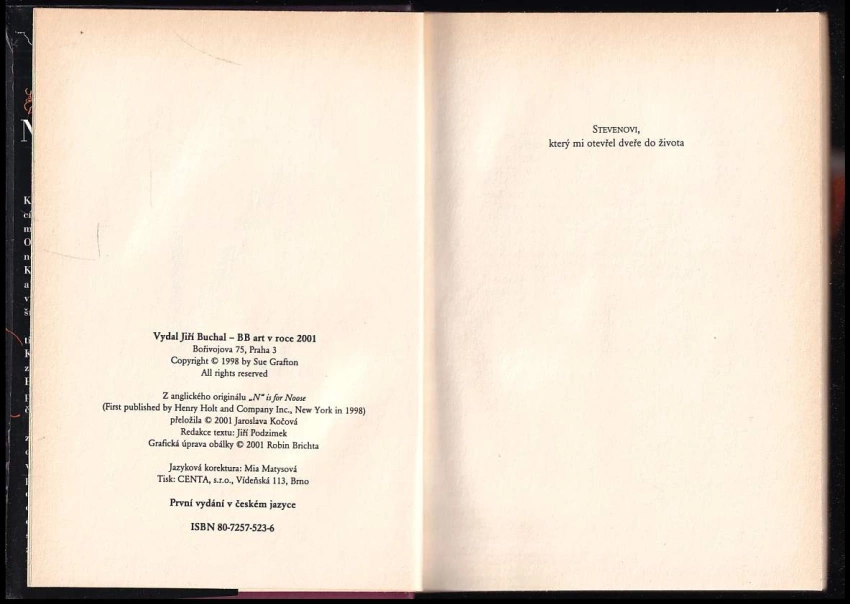 N
K
ci
m
O
n
K
a
v
š
Vydal Jiří Buchal – BB art v roce 2001
Bořivojova 75, Praha 3
Copyright © 1998 by Sue Grafton
All rights reserved
Z anglického originálu „N“ is for Noose
(First published by Henry Holt and Company Inc., New York in 1998)
přeložila © 2001 Jaroslava Kočová
Redakce textu: Jiří Podzimek
Grafická úprava obálky © 2001 Robin Brichta
Jazyková korektura: Mia Matysová
Tisk: CENTA, s.r.o., Vídeňská 113, Brno
První vydání v českém jazyce
ISBN 80-7257-523-6
STEVENOVI,
který mi otevřel dveře do života